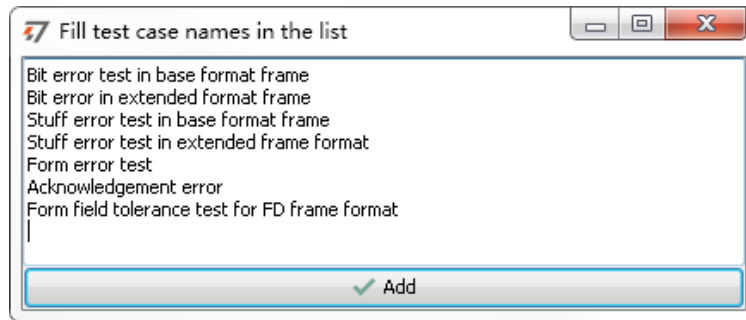 Fill test case names in the list
Bit error test in base format frame
Bit error in extended format frame
Stuff error test in base format frame
Stuff error test in extended frame format
Form error test
Acknowledgement error
Form field tolerance test for FD frame format
Add